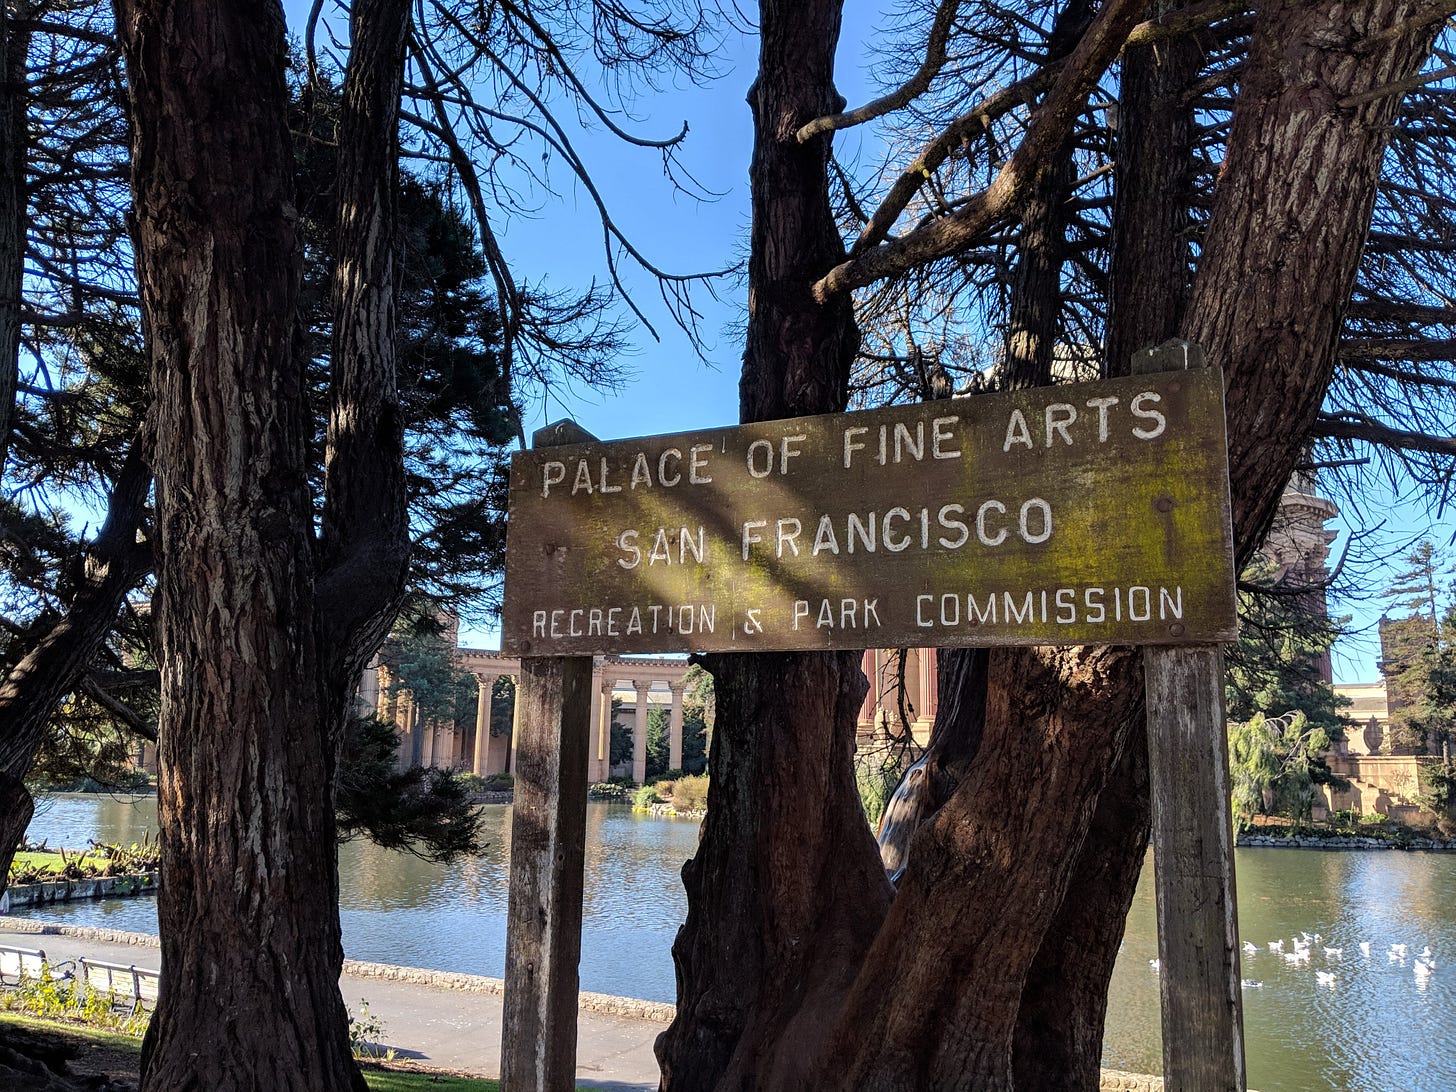 PALACE OF FINE ARTS
SAN FRANCISCO
RECREATION & PARK COMMISSION